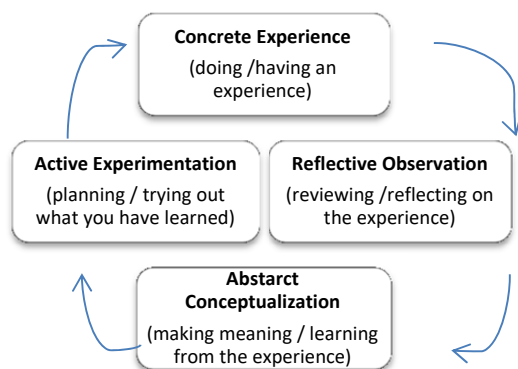 Concrete Experience
(doing /having an
experience)
Active Experimentation
(planning / trying out
what you have learned)
Reflective Observation
(reviewing /reflecting on
the experience)
Abstarct
Conceptualization
(making meaning / learning
from the experience)